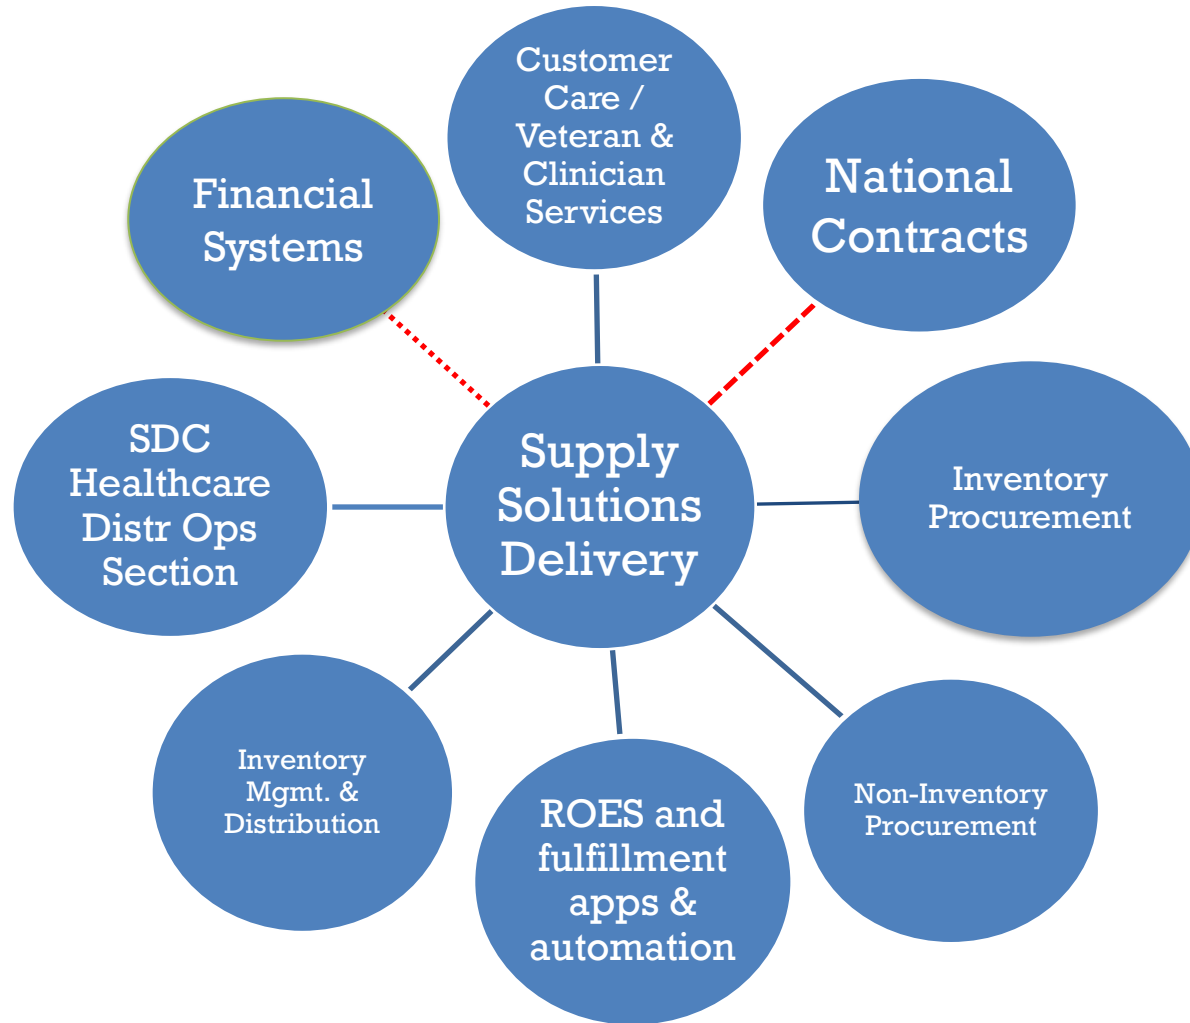 Customer
Care /
Veteran &
Clinician
Services
Financial
Systems
National
Contracts
SDC
Healthcare
Distr Ops
Section
Supply
Solutions
Delivery
Inventory
Procurement
Inventory
Mgmt. &
Distribution
ROES and
fulfillment
apps &
automation
Non-Inventory
Procurement